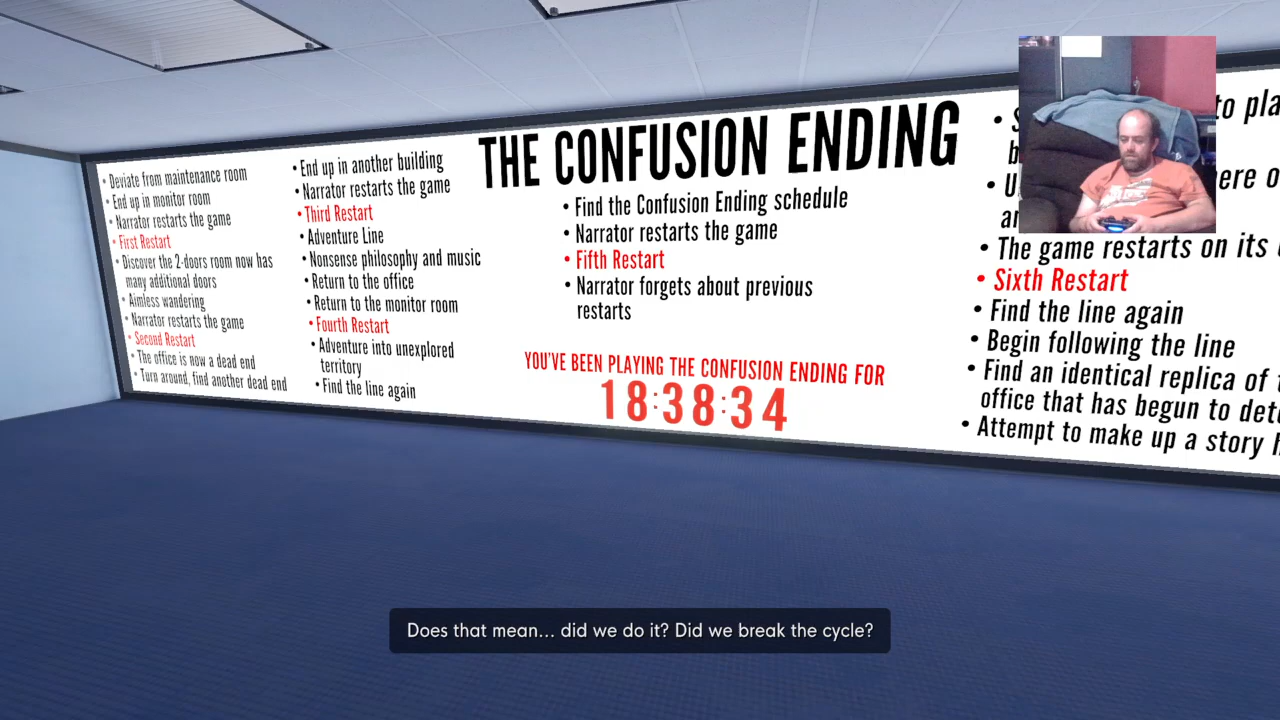 • Deviate from maintenance room
• End up in monitor room
• Narrator restarts the game
• First Restart
• Discover the 2-doors room now has
many additional doors
• Aimless wandering
• Narrator restarts the game
• Second Restart
• The office is now a dead end
• Turn around, find another dead end
• End up in another building
• Narrator restarts the game
• Third Restart
• Adventure Line
• Nonsense philosophy and music
• Return to the office
• Return to the monitor room
• Fourth Restart
• Adventure into unexplored
territory
• Find the line again
THE CONFUSION ENDING
• Find the Confusion Ending schedule
• Narrator restarts the game
• Fifth Restart
• Narrator forgets about previous
restarts
YOU'VE BEEN PLAYING THE CONFUSION ENDING FOR
18:38:34
to
• The game restarts on its
• Sixth Restart
• Find the line again
• Begin following the line
• Find an identical replica of
office that has begun to
• Attempt to make up a story
Does that mean... did we do it? Did we break the cycle?